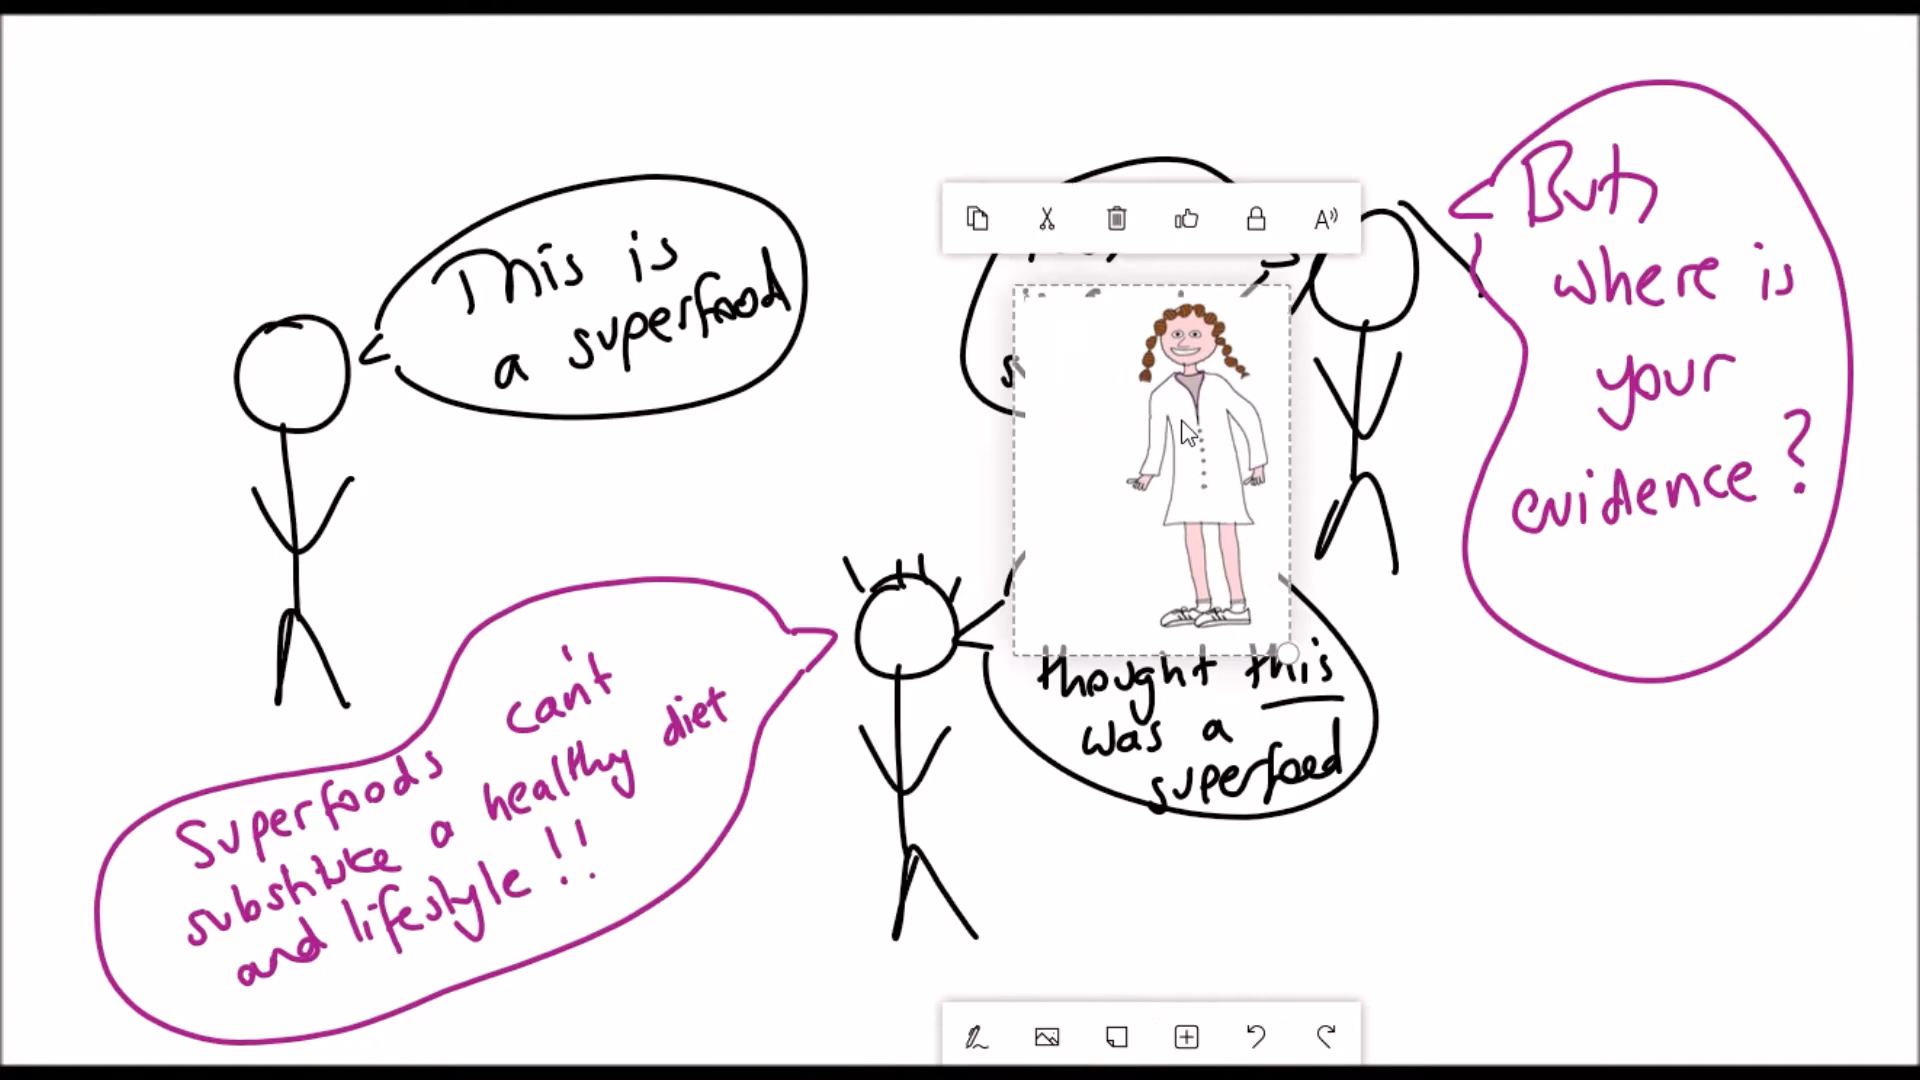 This is
a superfood
But,
where is
your
evidence?
thought this
was a
superfood
Superfoods can't
substitute a healthy diet
and lifestyle!!